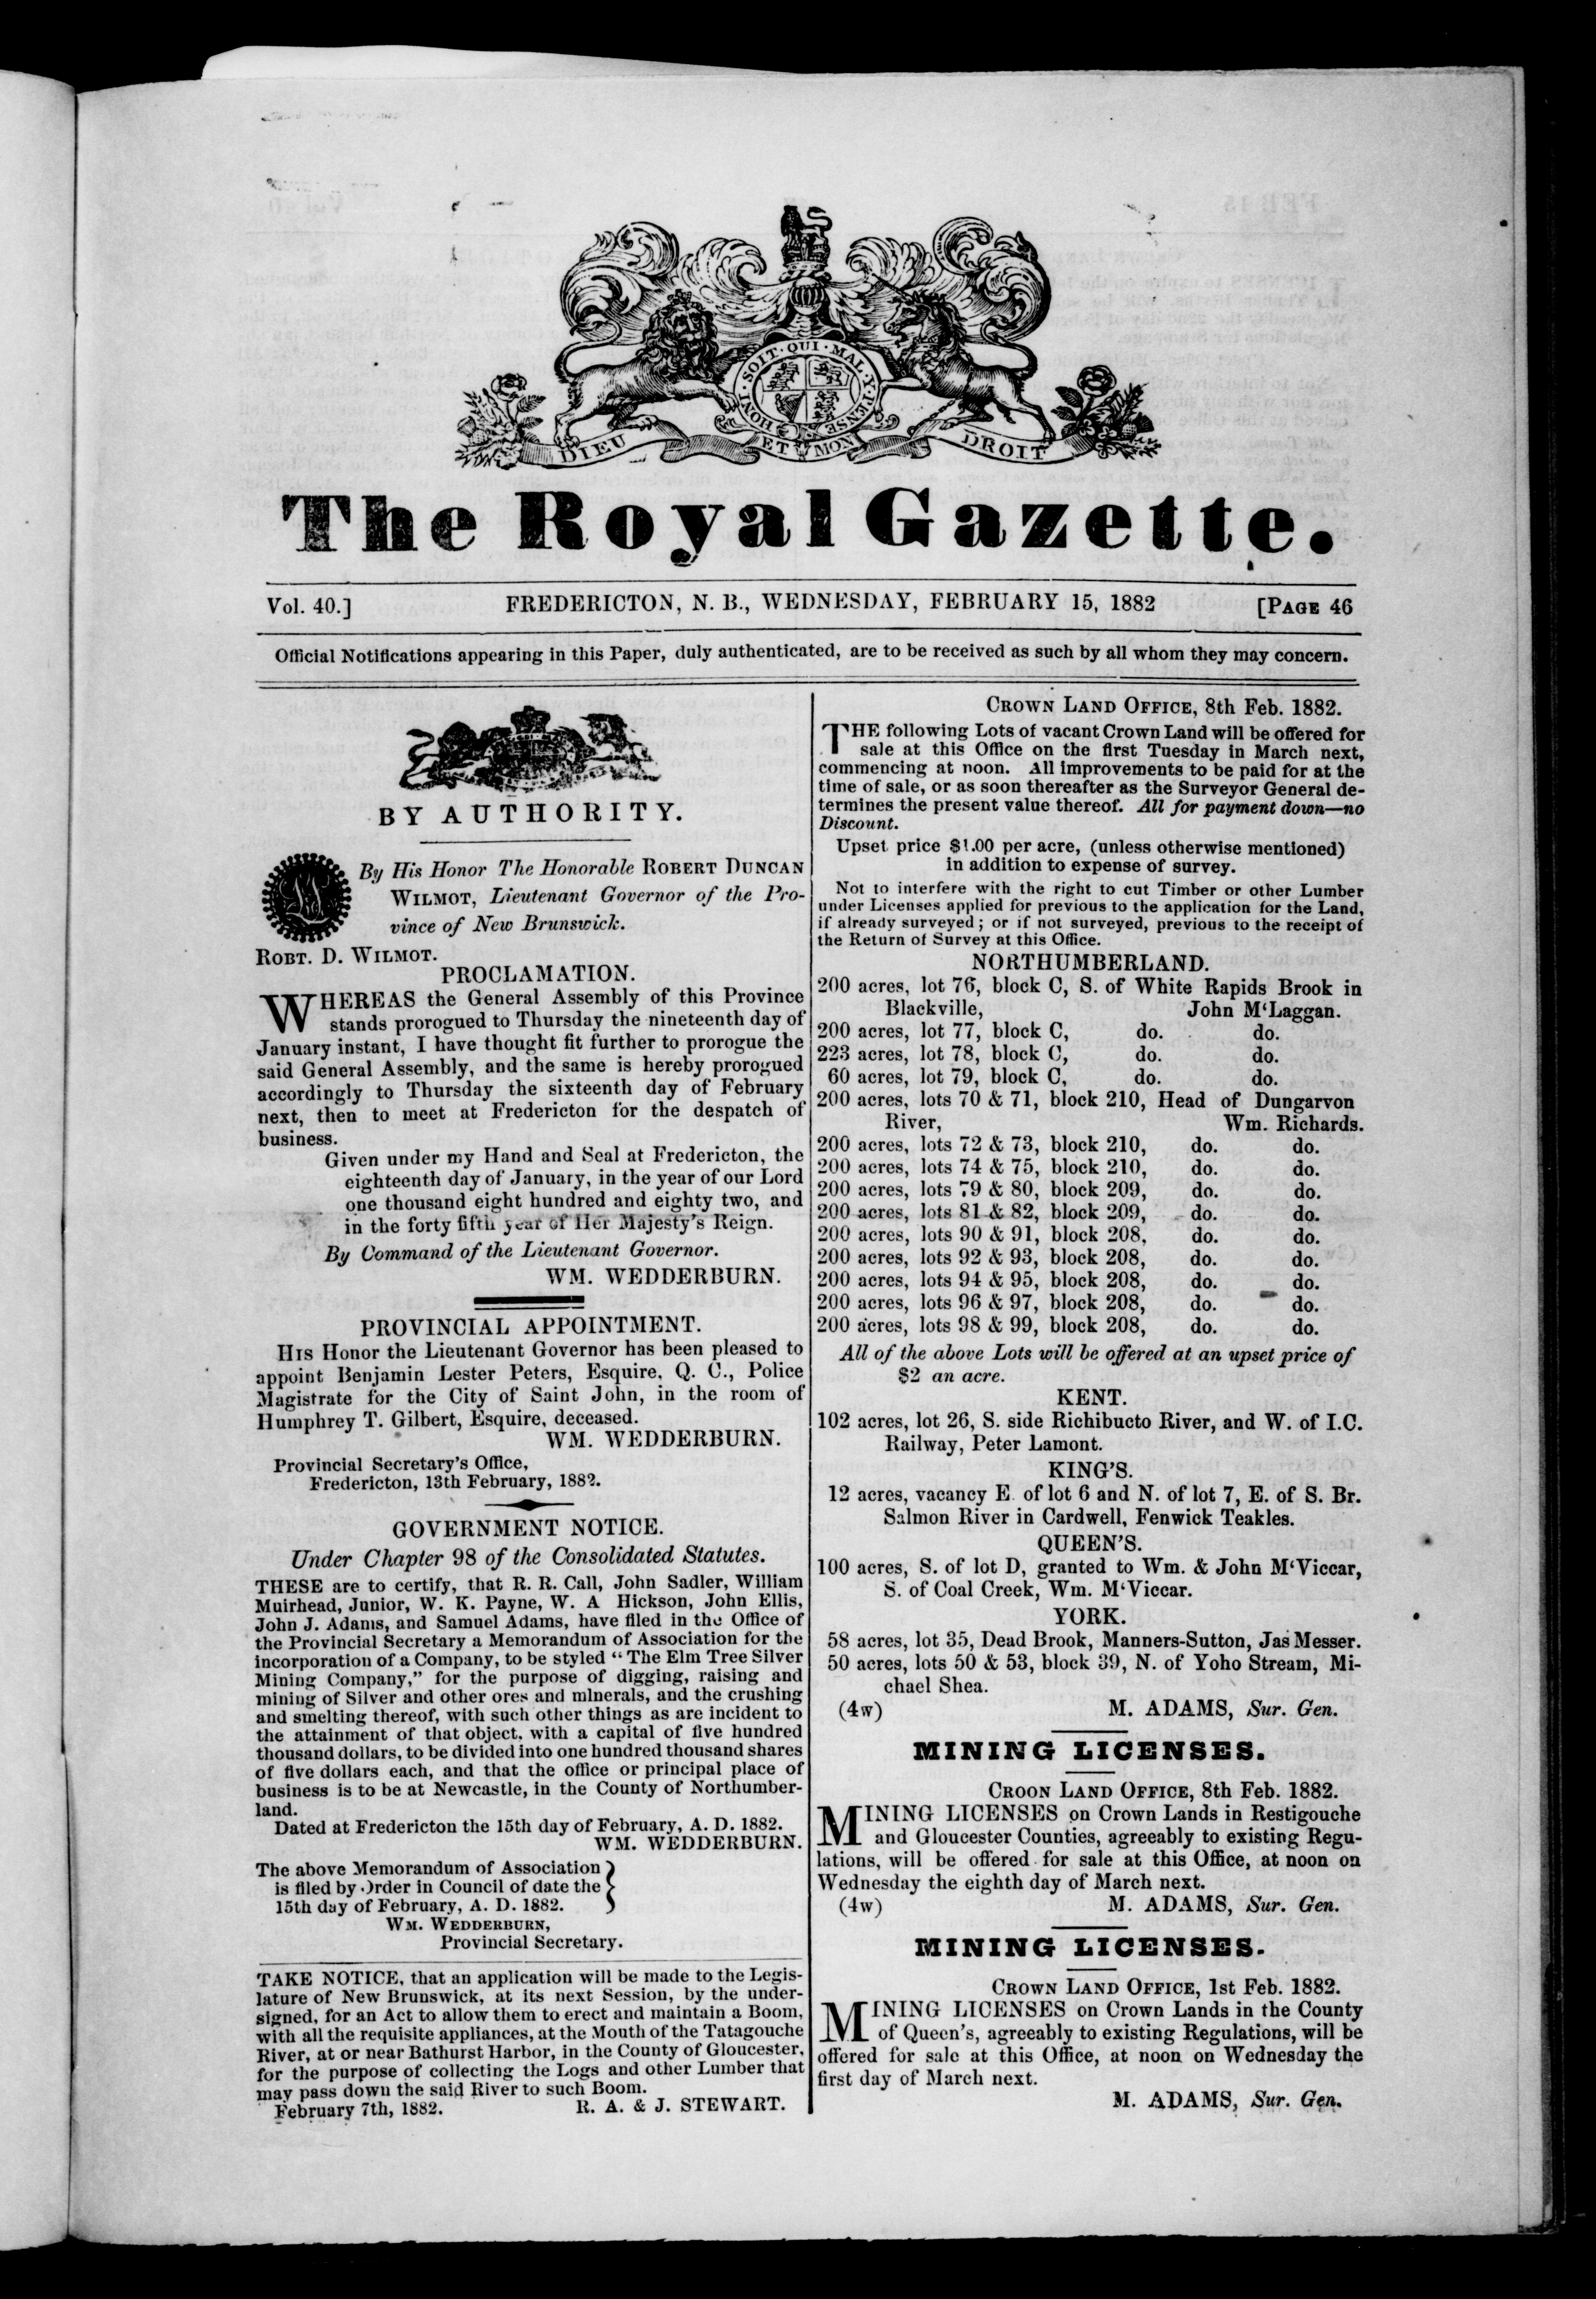 HONI · SOIT · QUI · MAL · Y · PENSE
DIEU ET MON DROIT
The Royal Gazette.
Vol. 40.] FREDERICTON, N. B., WEDNESDAY, FEBRUARY 15, 1882 [PAGE 46
Official Notifications appearing in this Paper, duly authenticated, are to be received as such by all whom they may concern.
BY AUTHORITY.
By His Honor The Honorable ROBERT DUNCAN
WILMOT, Lieutenant Governor of the Pro-
vince of New Brunswick.
ROBT. D. WILMOT.
PROCLAMATION.
WHEREAS the General Assembly of this Province
stands prorogued to Thursday the nineteenth day of
January instant, I have thought fit further to prorogue the
said General Assembly, and the same is hereby prorogued
accordingly to Thursday the sixteenth day of February
next, then to meet at Fredericton for the despatch of
business.
Given under my Hand and Seal at Fredericton, the
eighteenth day of January, in the year of our Lord
one thousand eight hundred and eighty two, and
in the forty fifth year of Her Majesty's Reign.
By Command of the Lieutenant Governor.
WM. WEDDERBURN.
PROVINCIAL APPOINTMENT.
HIS Honor the Lieutenant Governor has been pleased to
appoint Benjamin Lester Peters, Esquire, Q. C., Police
Magistrate for the City of Saint John, in the room of
Humphrey T. Gilbert, Esquire, deceased.
WM. WEDDERBURN.
Provincial Secretary's Office,
Fredericton, 13th February, 1882.
GOVERNMENT NOTICE.
Under Chapter 98 of the Consolidated Statutes.
THESE are to certify, that R. R. Call, John Sadler, William
Muirhead, Junior, W. K. Payne, W. A Hickson, John Ellis,
John J. Adams, and Samuel Adams, have filed in the Office of
the Provincial Secretary a Memorandum of Association for the
incorporation of a Company, to be styled "The Elm Tree Silver
Mining Company," for the purpose of digging, raising and
mining of Silver and other ores and minerals, and the crushing
and smelting thereof, with such other things as are incident to
the attainment of that object, with a capital of five hundred
thousand dollars, to be divided into one hundred thousand shares
of five dollars each, and that the office or principal place of
business is to be at Newcastle, in the County of Northumber-
land.
Dated at Fredericton the 15th day of February, A. D. 1882.
WM. WEDDERBURN.
The above Memorandum of Association
is filed by Order in Council of date the
15th day of February, A. D. 1882.
WM. WEDDERBURN,
Provincial Secretary.
TAKE NOTICE, that an application will be made to the Legis-
lature of New Brunswick, at its next Session, by the under-
signed, for an Act to allow them to erect and maintain a Boom,
with all the requisite appliances, at the Mouth of the Tatagouche
River, at or near Bathurst Harbor, in the County of Gloucester,
for the purpose of collecting the Logs and other Lumber that
may pass down the said River to such Boom.
February 7th, 1882. R. A. & J. STEWART.
CROWN LAND OFFICE, 8th Feb. 1882.
THE following Lots of vacant Crown Land will be offered for
sale at this Office on the first Tuesday in March next,
commencing at noon. All improvements to be paid for at the
time of sale, or as soon thereafter as the Surveyor General de-
termines the present value thereof. All for payment down—no
Discount.
Upset price $1.00 per acre, (unless otherwise mentioned)
in addition to expense of survey.
Not to interfere with the right to cut Timber or other Lumber
under Licenses applied for previous to the application for the Land,
if already surveyed; or if not surveyed, previous to the receipt of
the Return of Survey at this Office.
NORTHUMBERLAND.
200 acres, lot 76, block C, S. of White Rapids Brook in
Blackville, John M'Laggan.
200 acres, lot 77, block C, do. do.
223 acres, lot 78, block C, do. do.
60 acres, lot 79, block C, do. do.
200 acres, lots 70 & 71, block 210, Head of Dungarvon
River, Wm. Richards.
200 acres, lots 72 & 73, block 210, do. do.
200 acres, lots 74 & 75, block 210, do. do.
200 acres, lots 79 & 80, block 209, do. do.
200 acres, lots 81 & 82, block 209, do. do.
200 acres, lots 90 & 91, block 208, do. do.
200 acres, lots 92 & 93, block 208, do. do.
200 acres, lots 94 & 95, block 208, do. do.
200 acres, lots 96 & 97, block 208, do. do.
200 acres, lots 98 & 99, block 208, do. do.
All of the above Lots will be offered at an upset price of
$2 an acre.
KENT.
102 acres, lot 26, S. side Richibucto River, and W. of I.C.
Railway, Peter Lamont.
KING'S.
12 acres, vacancy E. of lot 6 and N. of lot 7, E. of S. Br.
Salmon River in Cardwell, Fenwick Teakles.
QUEEN'S.
100 acres, S. of lot D, granted to Wm. & John M'Viccar,
S. of Coal Creek, Wm. M'Viccar.
YORK.
58 acres, lot 35, Dead Brook, Manners-Sutton, Jas Messer.
50 acres, lots 50 & 53, block 39, N. of Yoho Stream, Mi-
chael Shea.
(4w) M. ADAMS, Sur. Gen.
MINING LICENSES.
CROON LAND OFFICE, 8th Feb. 1882.
MINING LICENSES on Crown Lands in Restigouche
and Gloucester Counties, agreeably to existing Regu-
lations, will be offered for sale at this Office, at noon on
Wednesday the eighth day of March next.
(4w) M. ADAMS, Sur. Gen.
MINING LICENSES.
CROWN LAND OFFICE, 1st Feb. 1882.
MINING LICENSES on Crown Lands in the County
of Queen's, agreeably to existing Regulations, will be
offered for sale at this Office, at noon on Wednesday the
first day of March next.
M. ADAMS, Sur. Gen.